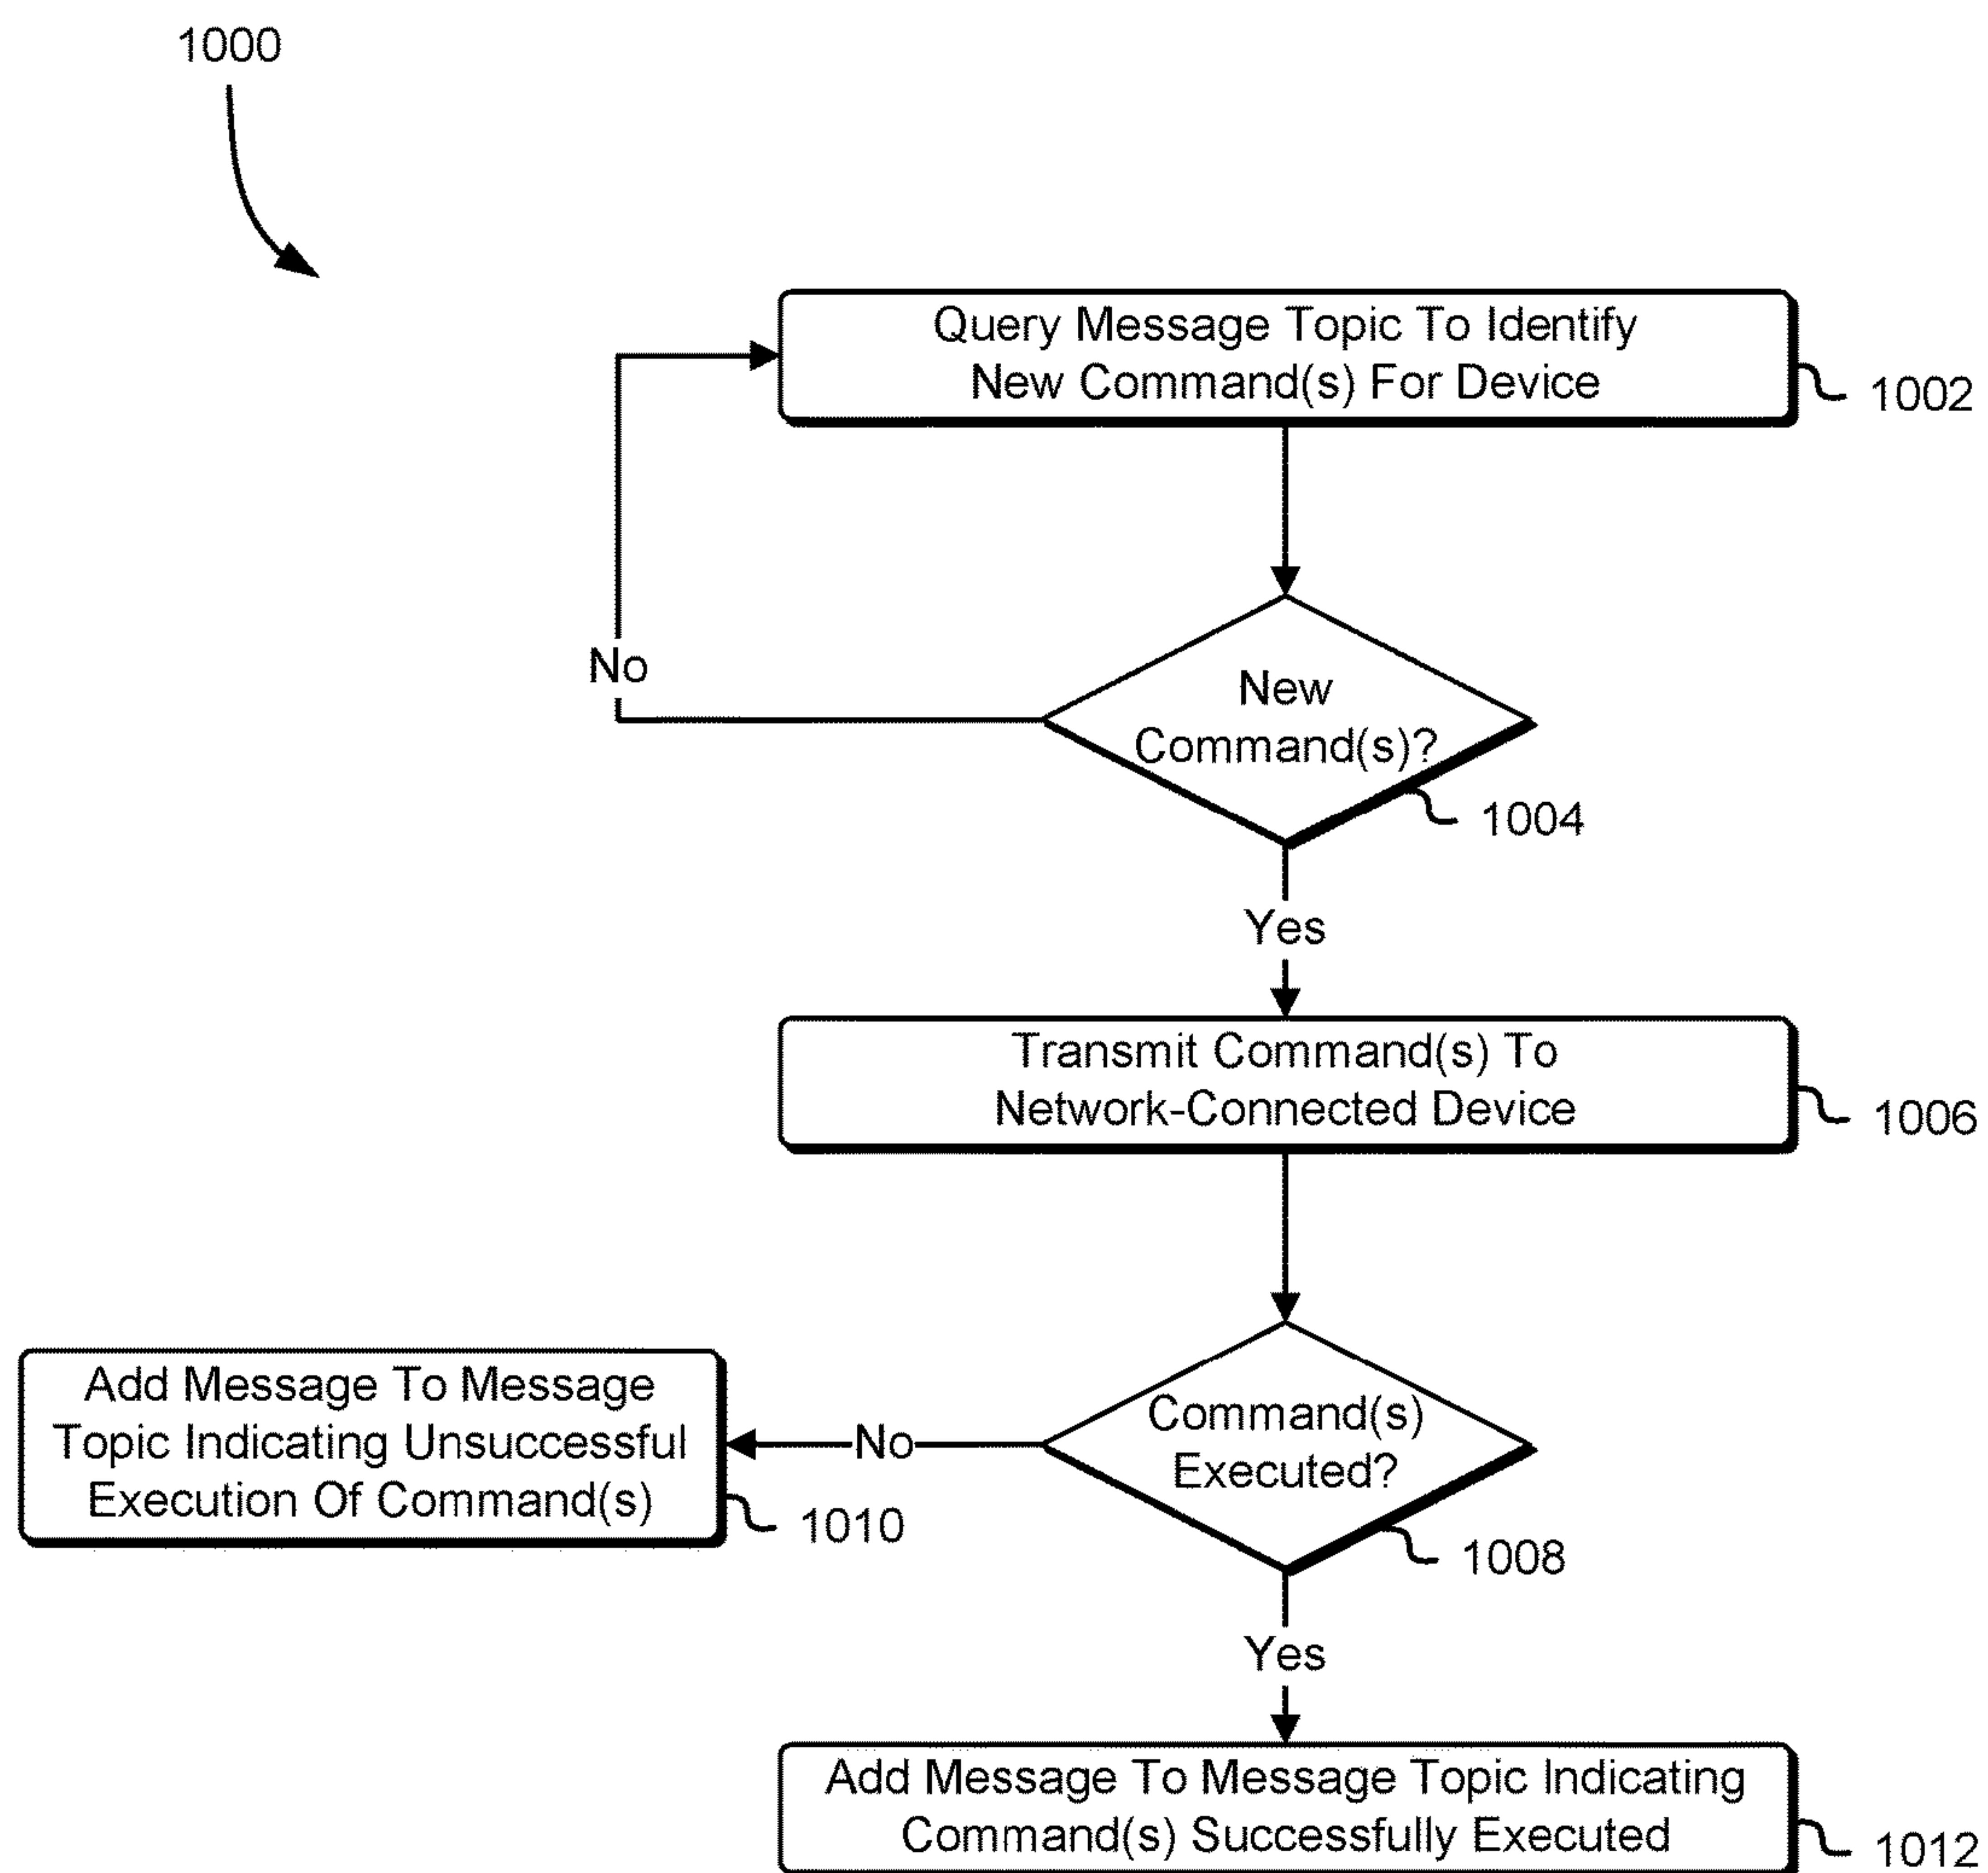 1000
Query Message Topic To Identify
New Command(s) For Device
1002
No
New
Command(s)?
1004
Yes
Transmit Command(s) To
Network-Connected Device
1006
Add Message To Message
Topic Indicating Unsuccessful
Execution Of Command(s)
1010
No
Command(s)
Executed?
1008
Yes
Add Message To Message Topic Indicating
Command(s) Successfully Executed
1012